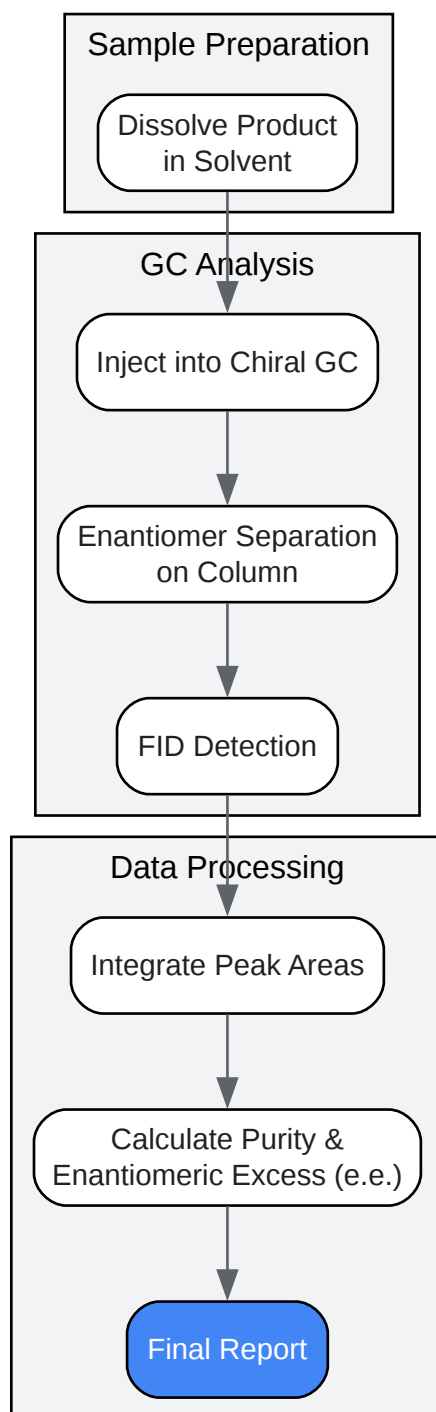 Sample Preparation
Dissolve Product
in Solvent
GC Analysis
Inject into Chiral GC
Enantiomer Separation
on Column
FID Detection
Data Processing
Integrate Peak Areas
Calculate Purity &
Enantiomeric Excess (e.e.)
Final Report